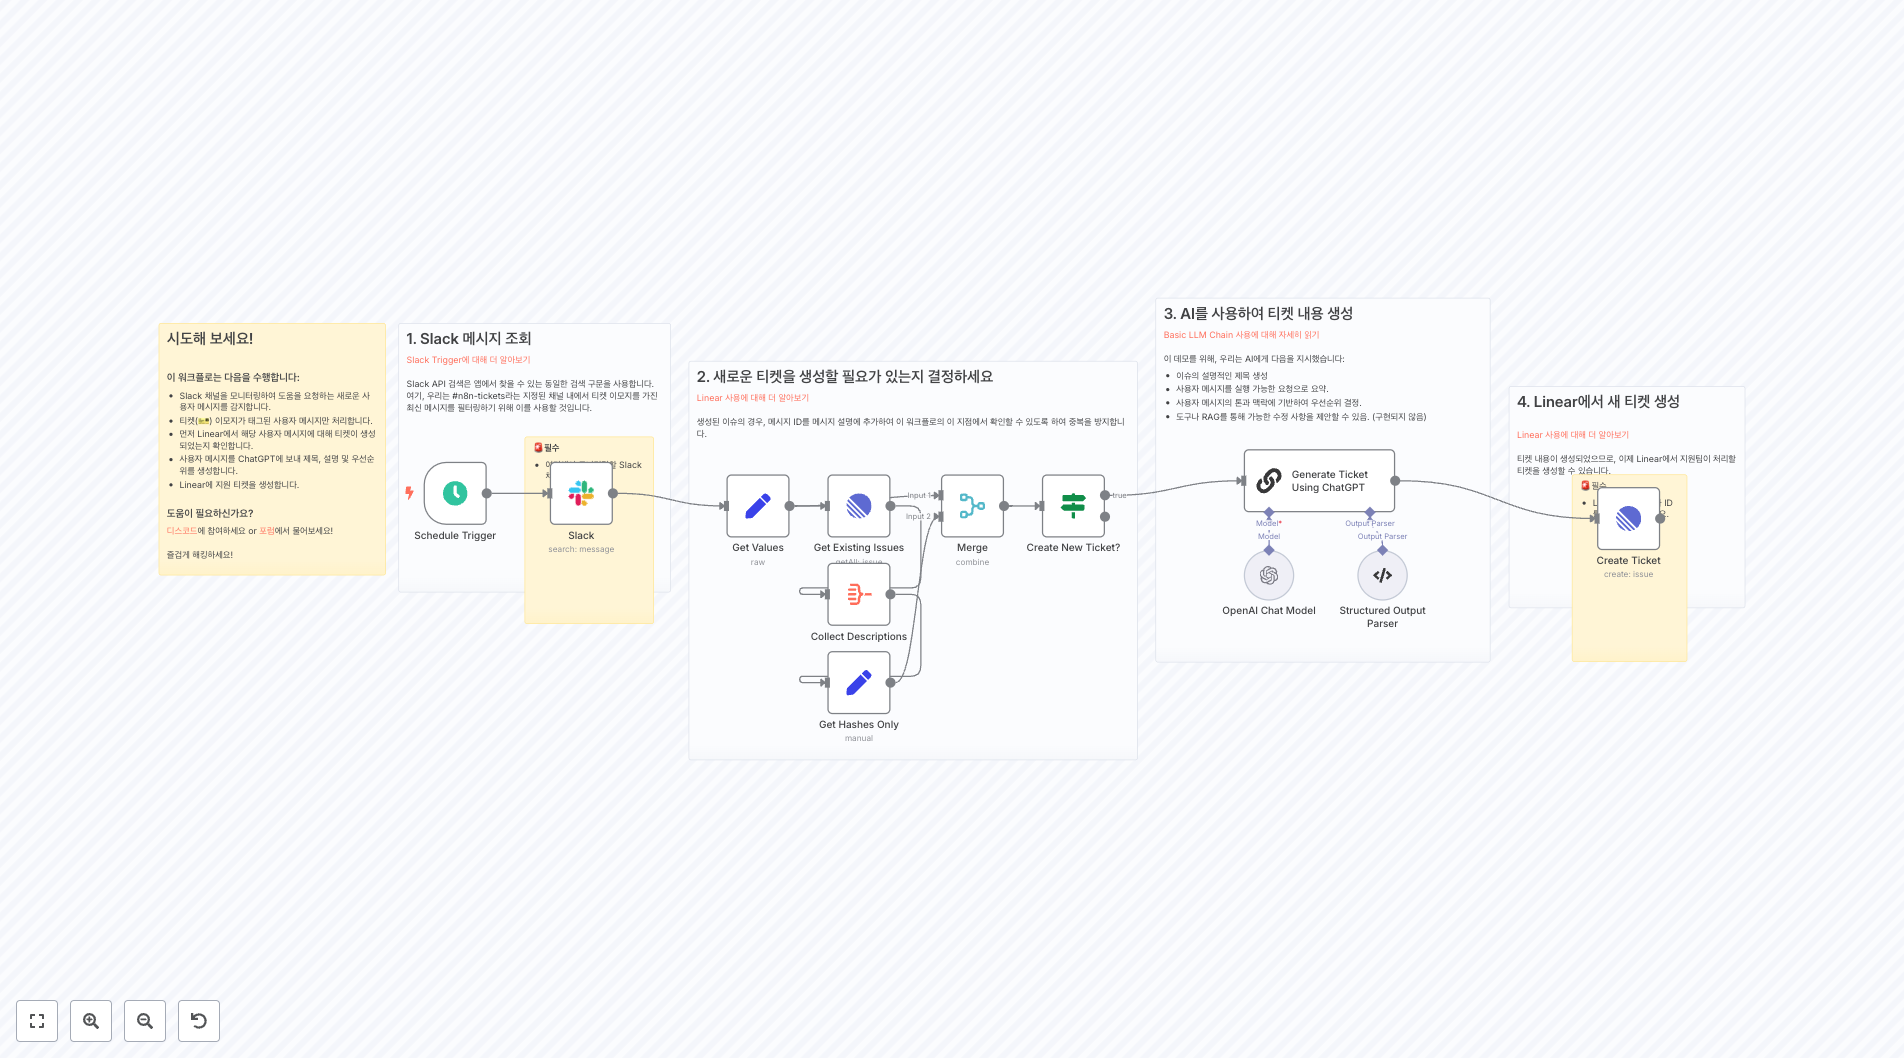 시도해 보세요!
이 워크플로는 다음을 수행합니다:
Slack 채널을 모니터링하여 도움을 요청하는 새로운 사
용자 메시지를 감지합니다.
티켓(🎫) 이모지가 태그된 사용자 메시지만 처리합니다.
먼저 Linear에서 해당 사용자 메시지에 대해 티켓이 생성
되었는지 확인합니다.
사용자 메시지를 ChatGPT에 보내 제목, 설명 및 우선순
위를 생성합니다.
Linear에 지원 티켓을 생성합니다.
도움이 필요하신가요?
디스코드에 참여하세요 or 포럼에서 물어보세요!
즐겁게 해킹하세요!
1. Slack 메시지 조회
Slack Trigger에 대해 더 알아보기
Slack API 검색은 앱에서 찾을 수 있는 동일한 검색 구문을 사용합니다.
여기, 우리는 #n8n-tickets라는 지정된 채널 내에서 티켓 이모지를 가진
최신 메시지를 필터링하기 위해 이를 사용할 것입니다.
🚨필수
Slack
Schedule Trigger
Slack
search: message
2. 새로운 티켓을 생성할 필요가 있는지 결정하세요
Linear 사용에 대해 더 알아보기
생성된 이슈의 경우, 메시지 ID를 메시지 설명에 추가하여 이 워크플로의 이 지점에서 확인할 수 있도록 하여 중복을 방지합니
다.
Input 1
Input 2
true
Get Values
raw
Get Existing Issues
getAll: issue
Merge
combine
Create New Ticket?
Collect Descriptions
Get Hashes Only
manual
3. AI를 사용하여 티켓 내용 생성
Basic LLM Chain 사용에 대해 자세히 읽기
이 데모를 위해, 우리는 AI에게 다음을 지시했습니다:
이슈의 설명적인 제목 생성
사용자 메시지를 실행 가능한 요청으로 요약.
사용자 메시지의 톤과 맥락에 기반하여 우선순위 결정.
도구나 RAG를 통해 가능한 수정 사항을 제안할 수 있음. (구현되지 않음)
Generate Ticket
Using ChatGPT
Model*
Output Parser
Model
Output Parser
OpenAI Chat Model
Structured Output
Parser
4. Linear에서 새 티켓 생성
Linear 사용에 대해 더 알아보기
티켓 내용이 생성되었으므로, 이제 Linear에서 지원팀이 처리할
티켓을 생성할 수 있습니다.
🚨필수
ID
Create Ticket
create: issue